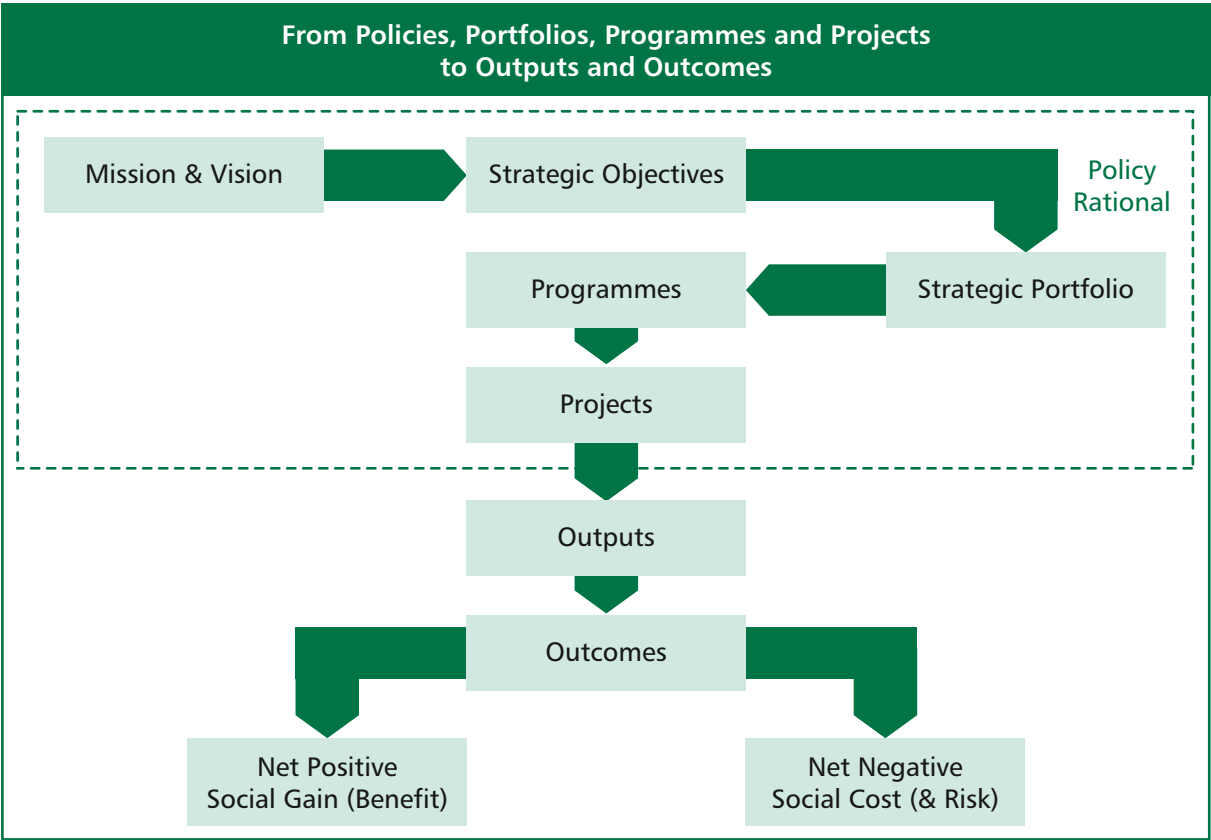 From Policies, Portfolios, Programmes and Projects
to Outputs and Outcomes
Mission & Vision
Strategic Objectives
Policy
Rational
Programmes
Strategic Portfolio
Projects
Outputs
Outcomes
Net Positive
Social Gain (Benefit)
Net Negative
Social Cost (& Risk)